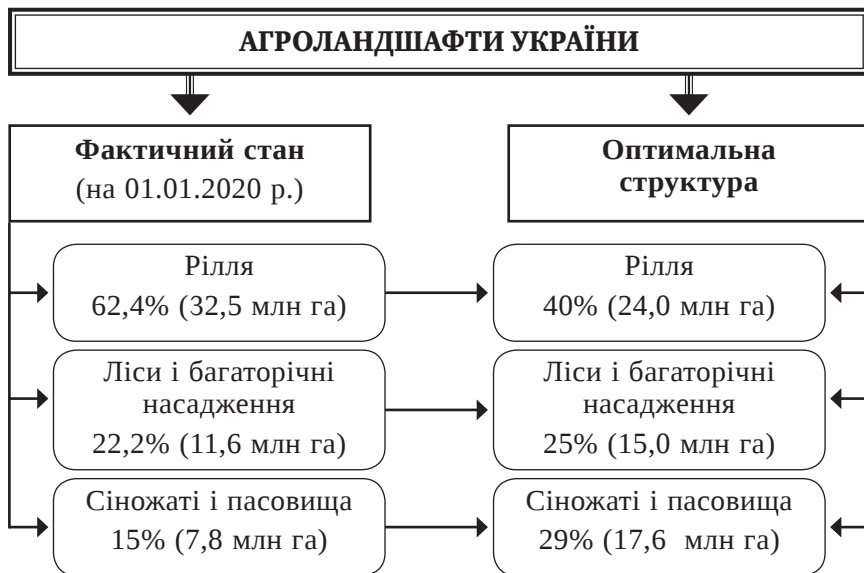 АГРОЛАНДШАФТИ УКРАЇНИ
Фактичний стан
(на 01.01.2020 р.)
Оптимальна
структура
Рілля
62,4% (32,5 млн га)
Рілля
40% (24,0 млн га)
Ліси і багаторічні
насадження
22,2% (11,6 млн га)
Ліси і багаторічні
насадження
25% (15,0 млн га)
Сіножаті і пасовища
15% (7,8 млн га)
Сіножаті і пасовища
29% (17,6 млн га)